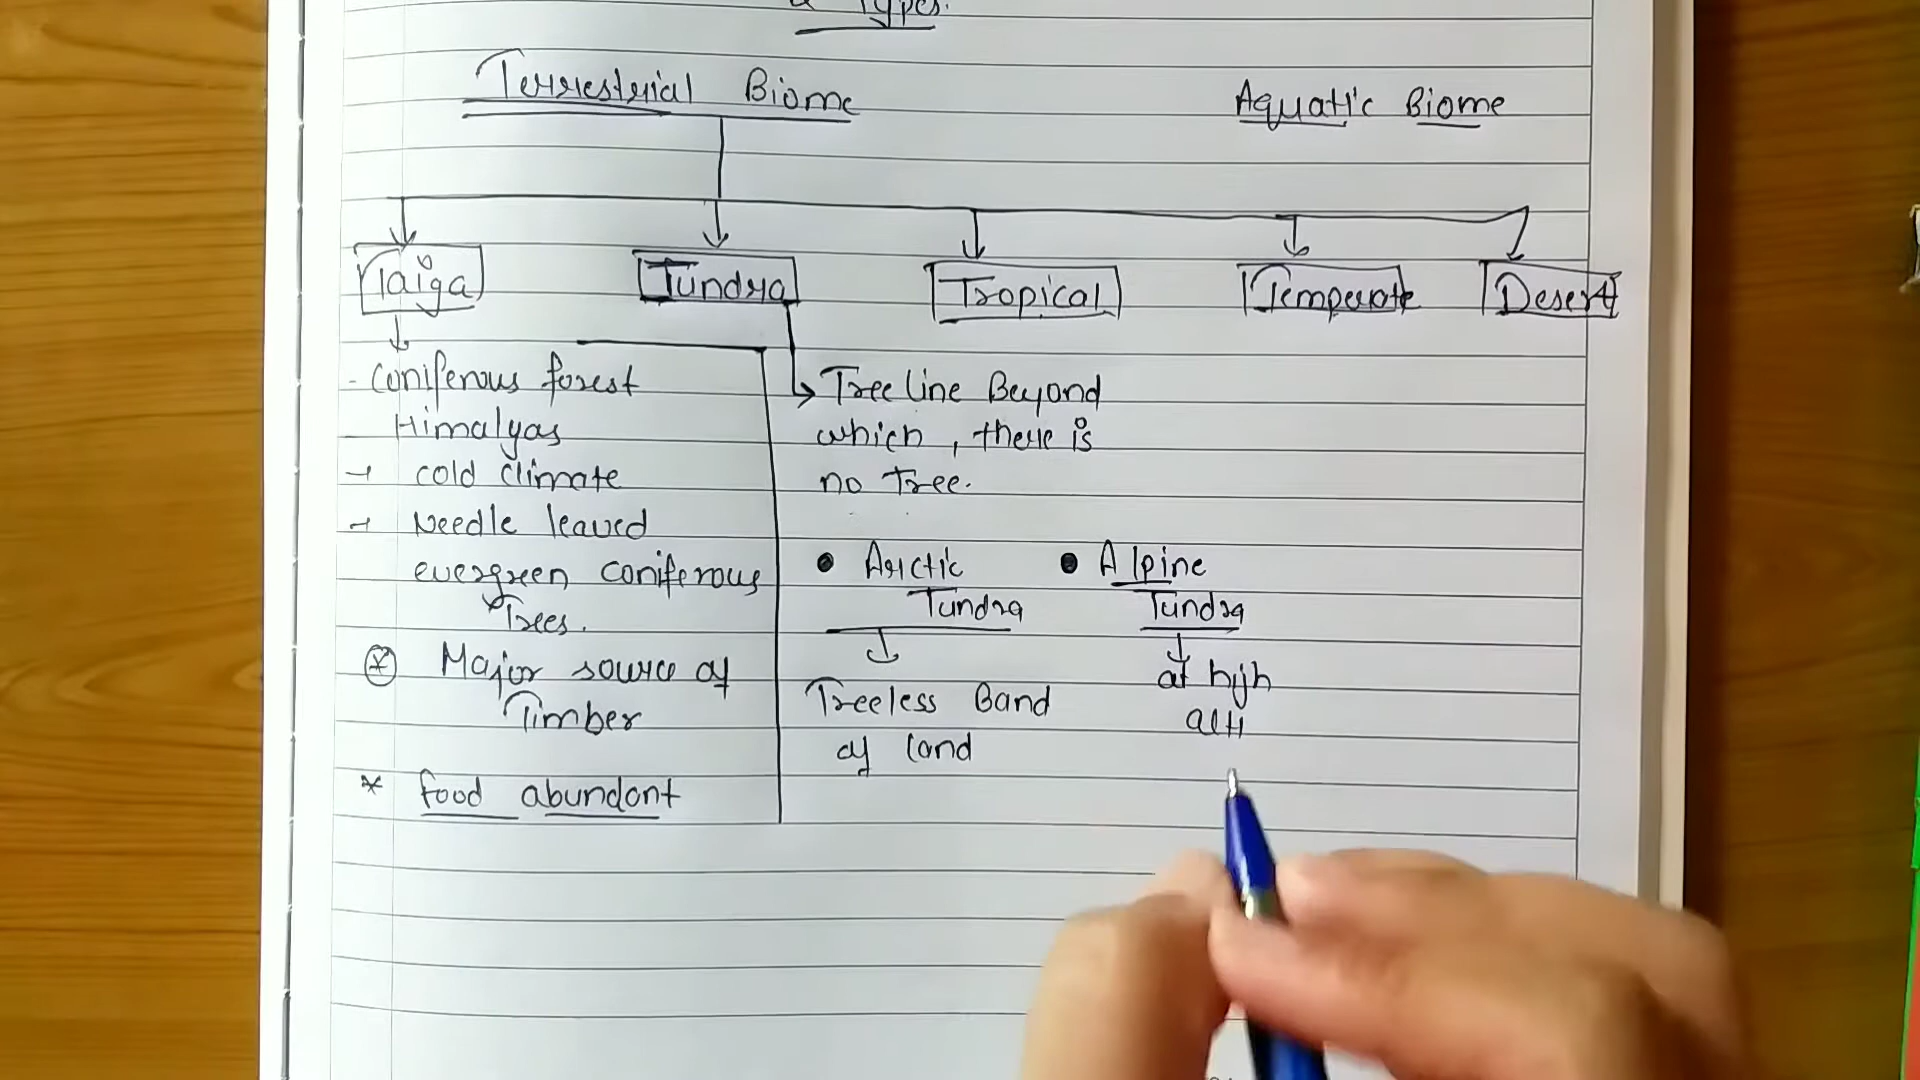 & Types.
Terrestrial Biome
Aquatic Biome
Taiga
Tundra
Tropical
Temperate
Desert
- Coniferous forest
Himalyas
→ cold climate
→ Needle leaved
evergreen coniferous
Trees.
* Major source of
Timber
* food abundant
→ Tree line Beyond
which, there is
no Tree.
• Arctic
Tundra
Treeless Band
of land
• Alpine
Tundra
at high
alti